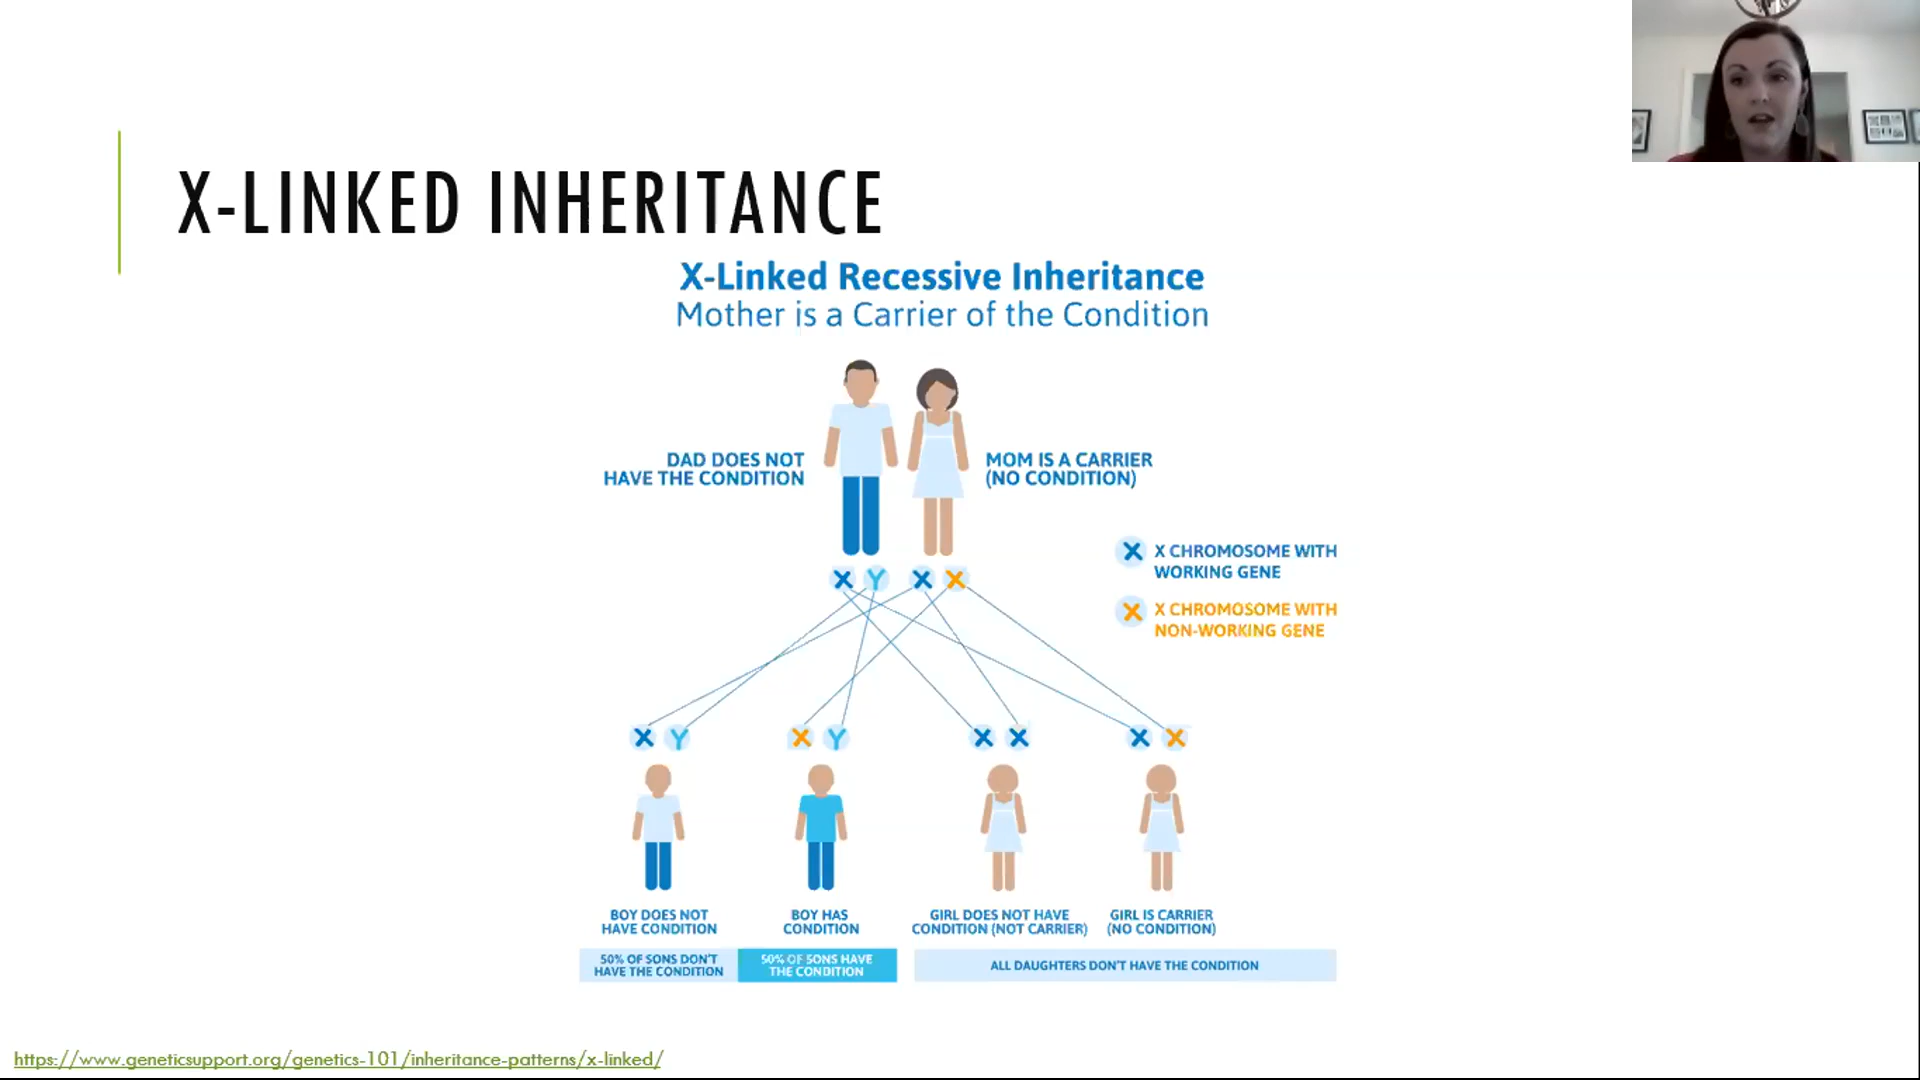 X-LINKED INHERITANCE
X-Linked Recessive Inheritance
Mother is a Carrier of the Condition
DAD DOES NOT
HAVE THE CONDITION
MOM IS A CARRIER
(NO CONDITION)
X CHROMOSOME WITH
WORKING GENE
X CHROMOSOME WITH
NON-WORKING GENE
X Y X X
X Y X Y X X X X
BOY DOES NOT
HAVE CONDITION
BOY HAS
CONDITION
GIRL DOES NOT HAVE
CONDITION (NOT CARRIER)
GIRL IS CARRIER
(NO CONDITION)
50% OF SONS DON'T
HAVE THE CONDITION
50% OF SONS HAVE
THE CONDITION
ALL DAUGHTERS DON'T HAVE THE CONDITION
https://www.geneticsupport.org/genetics-101/inheritance-patterns/x-linked/